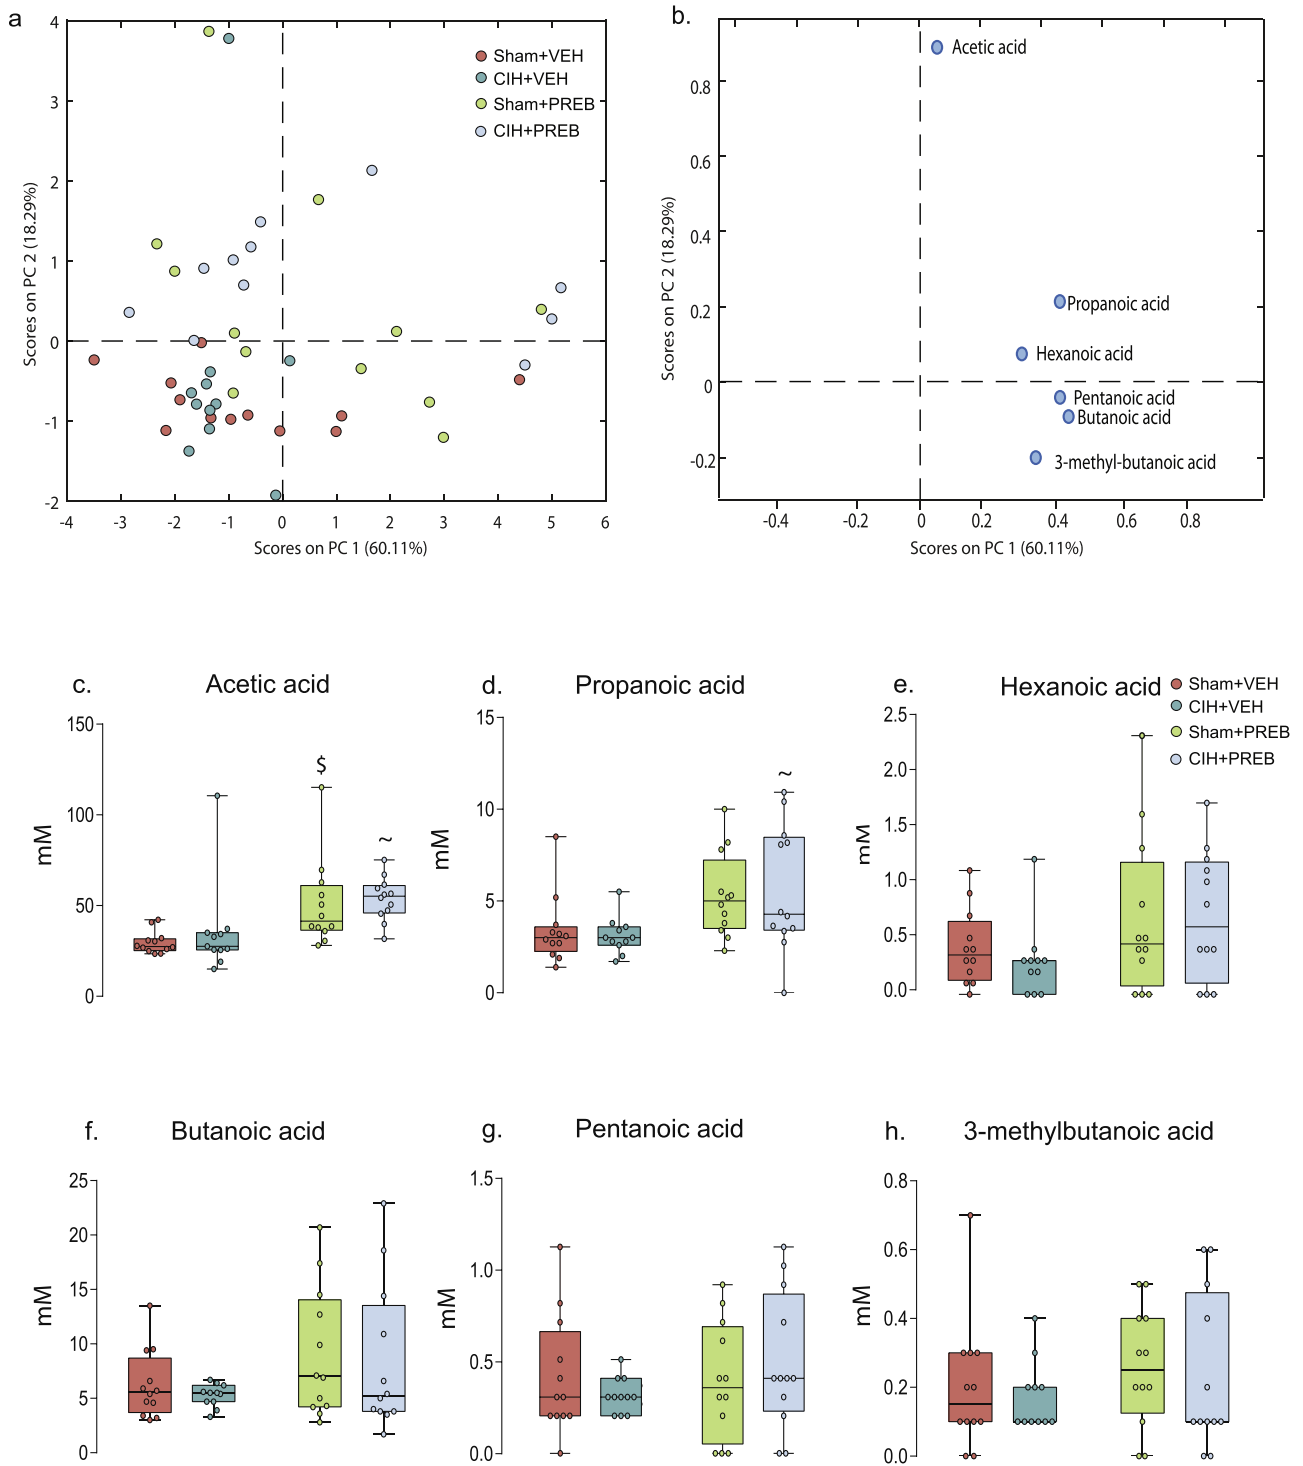 a
4
3
2
1
0
-1
-2
Scores on PC 2 (18.29%)
-4 -3 -2 -1 0 1 2 3 4 5 6
Scores on PC 1 (60.11%)
Sham+VEH
CIH+VEH
Sham+PREB
CIH+PREB
b.
0.8
0.6
0.4
0.2
0
-0.2
Scores on PC 2 (18.29%)
-0.4 -0.2 0 0.2 0.4 0.6 0.8
Scores on PC 1 (60.11%)
Acetic acid
Propanoic acid
Hexanoic acid
Pentanoic acid
Butanoic acid
3-methyl-butanoic acid
c. Acetic acid
150
100
50
0
mM
$
~
d. Propanoic acid
15
10
5
0
mM
~
e. Hexanoic acid
2.5
2.0
1.5
1.0
0.5
0.0
mM
Sham+VEH
CIH+VEH
Sham+PREB
CIH+PREB
f. Butanoic acid
25
20
15
10
5
0
mM
g. Pentanoic acid
1.5
1.0
0.5
0.0
mM
h. 3-methylbutanoic acid
0.8
0.6
0.4
0.2
0.0
mM